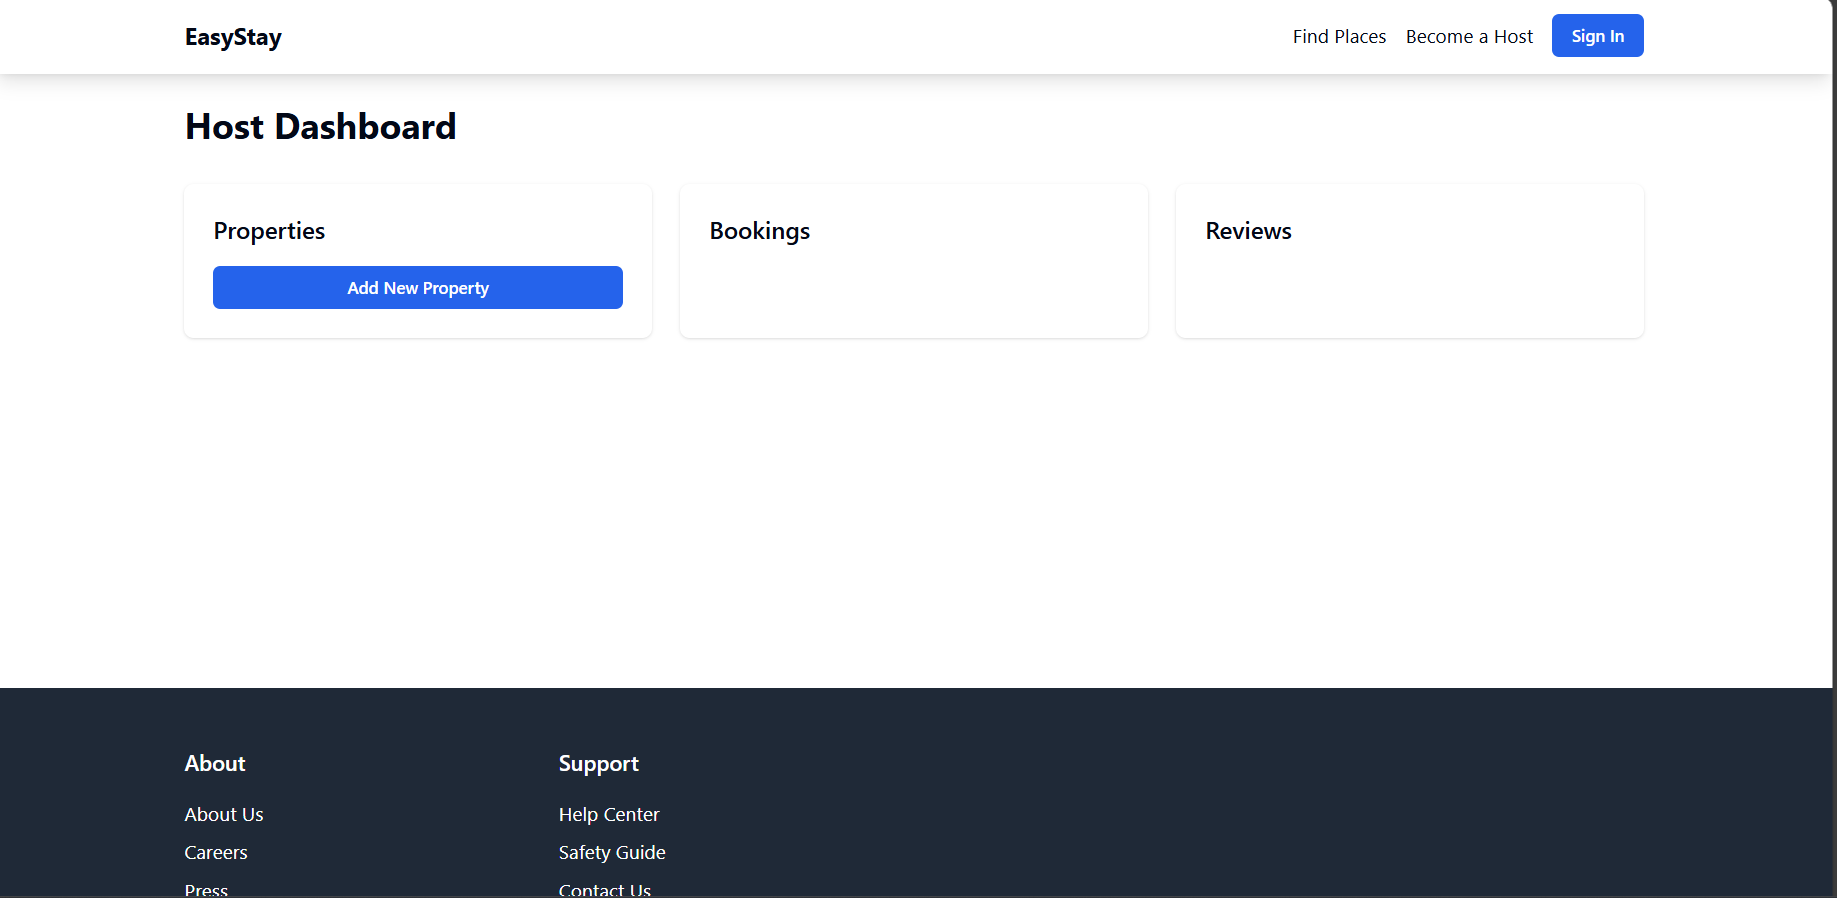 EasyStay
Find Places
Become a Host
Sign In
Host Dashboard
Properties
Add New Property
Bookings
Reviews
About
About Us
Careers
Press
Support
Help Center
Safety Guide
Contact Us